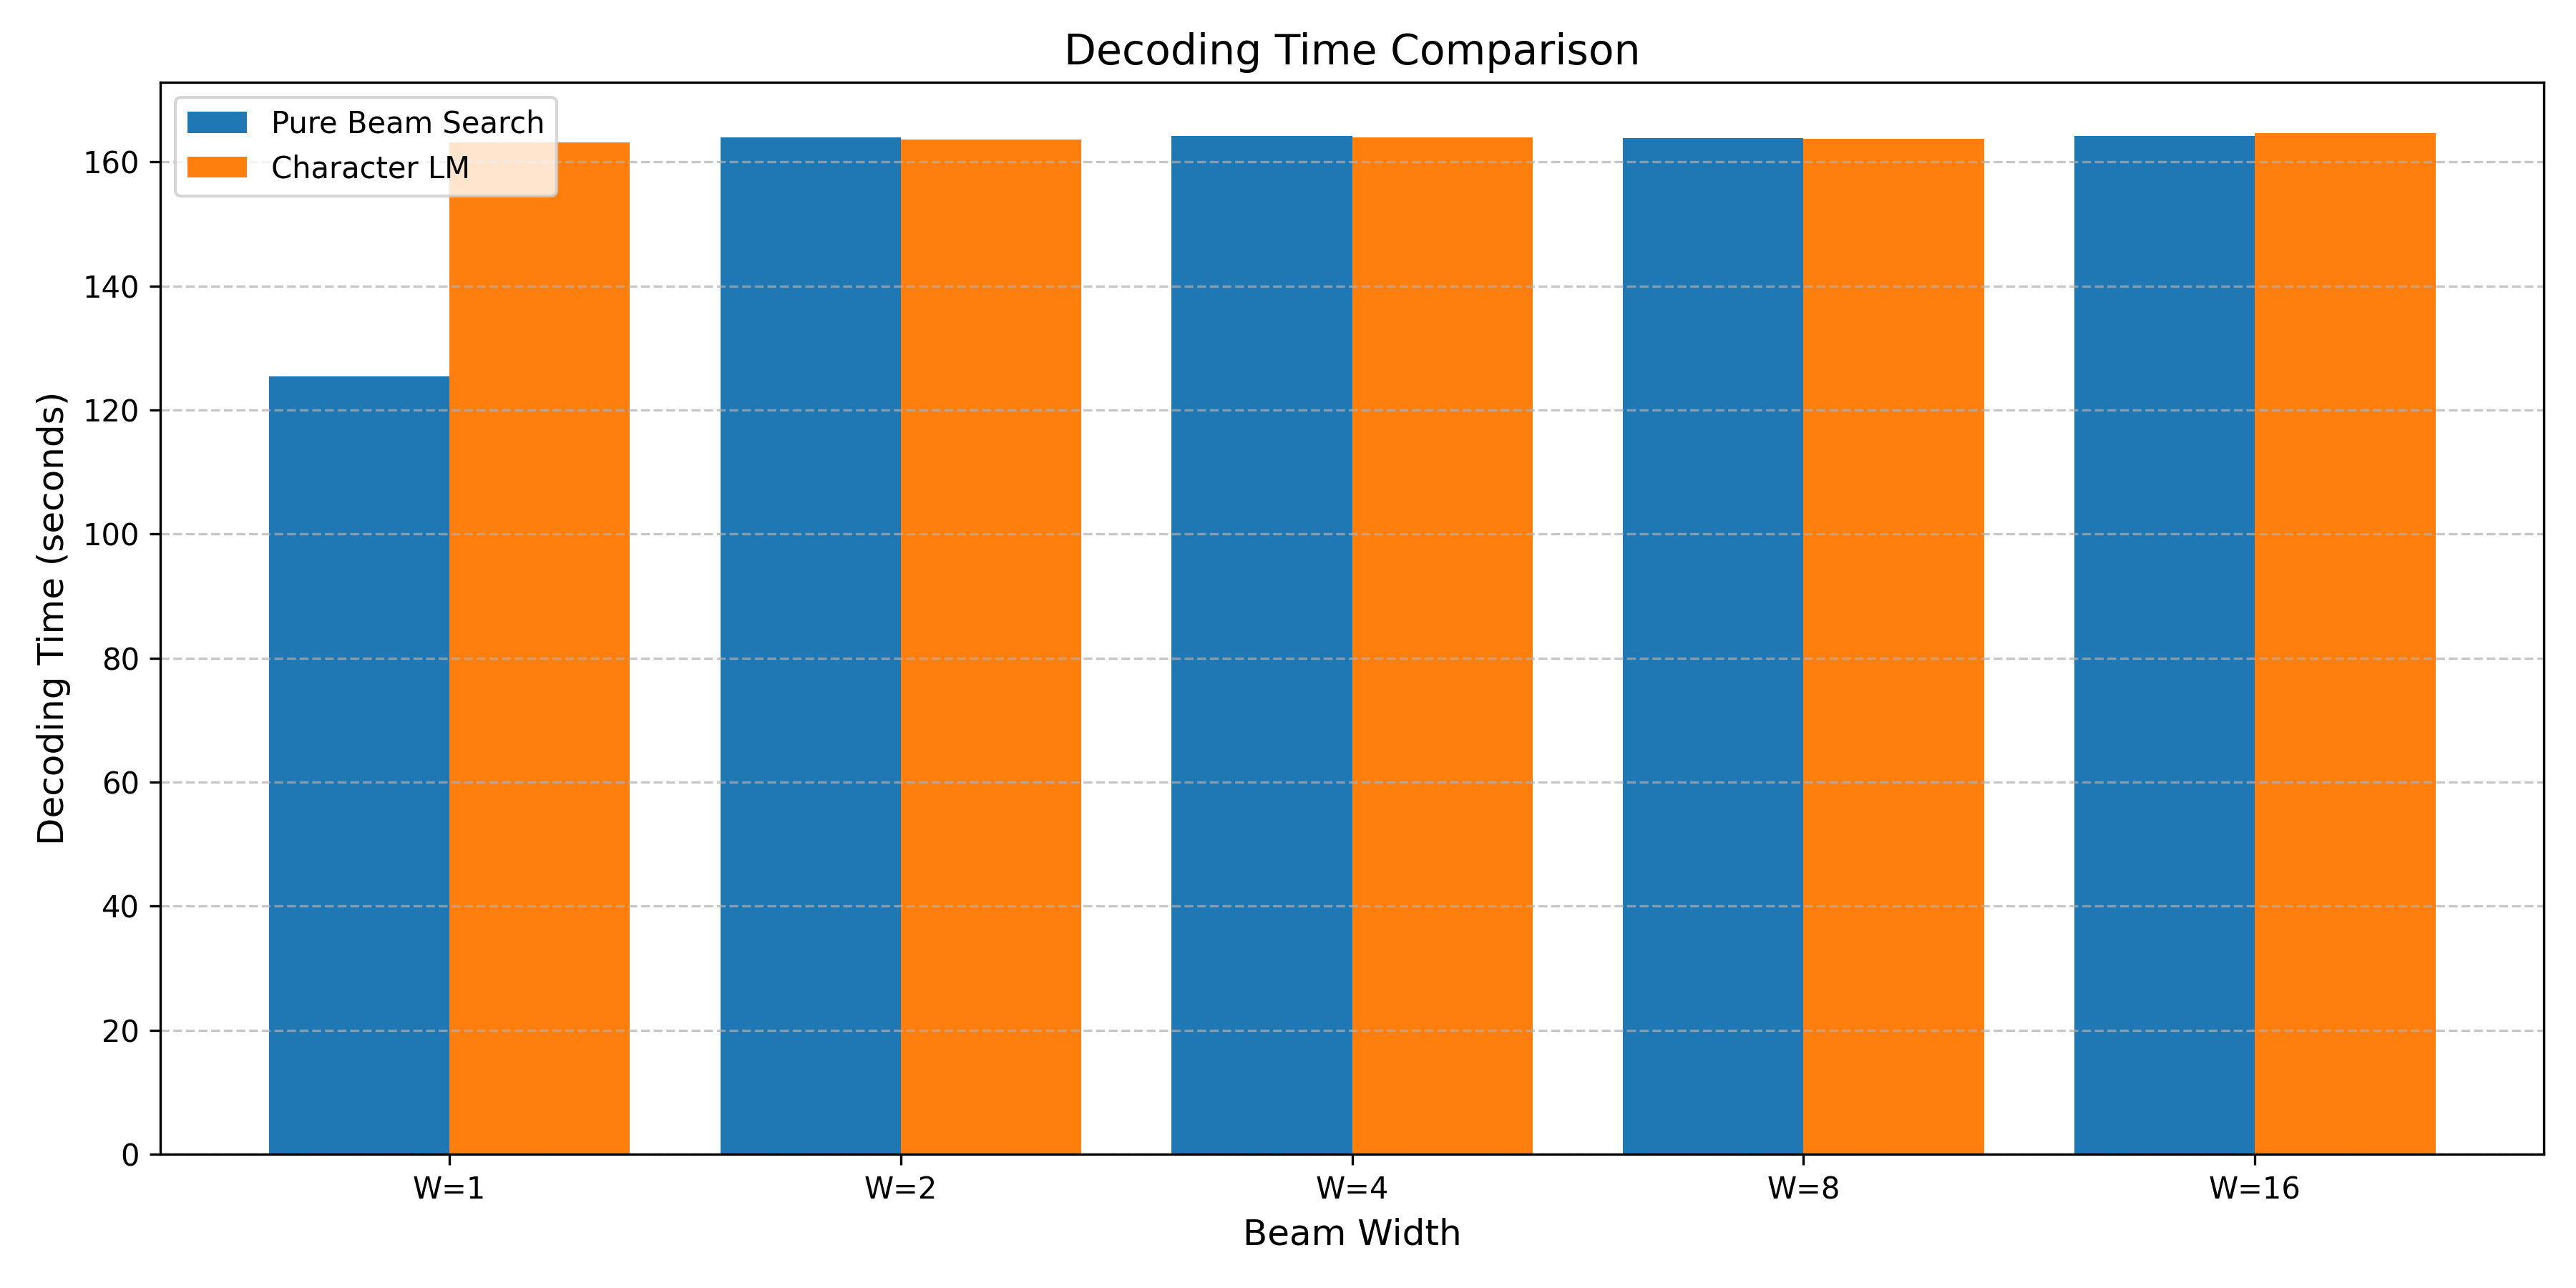 Decoding Time Comparison
Pure Beam Search
Character LM
Decoding Time (seconds)
160
140
120
100
80
60
40
20
0
W=1
W=2
W=4
W=8
W=16
Beam Width